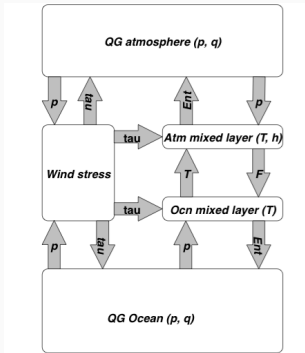 QG atmosphere (p, q)
p
tau
Ent
p
tau
Atm mixed layer (T, h)
Wind stress
T
F
tau
Ocn mixed layer (T)
p
tau
p
Ent
QG Ocean (p, q)